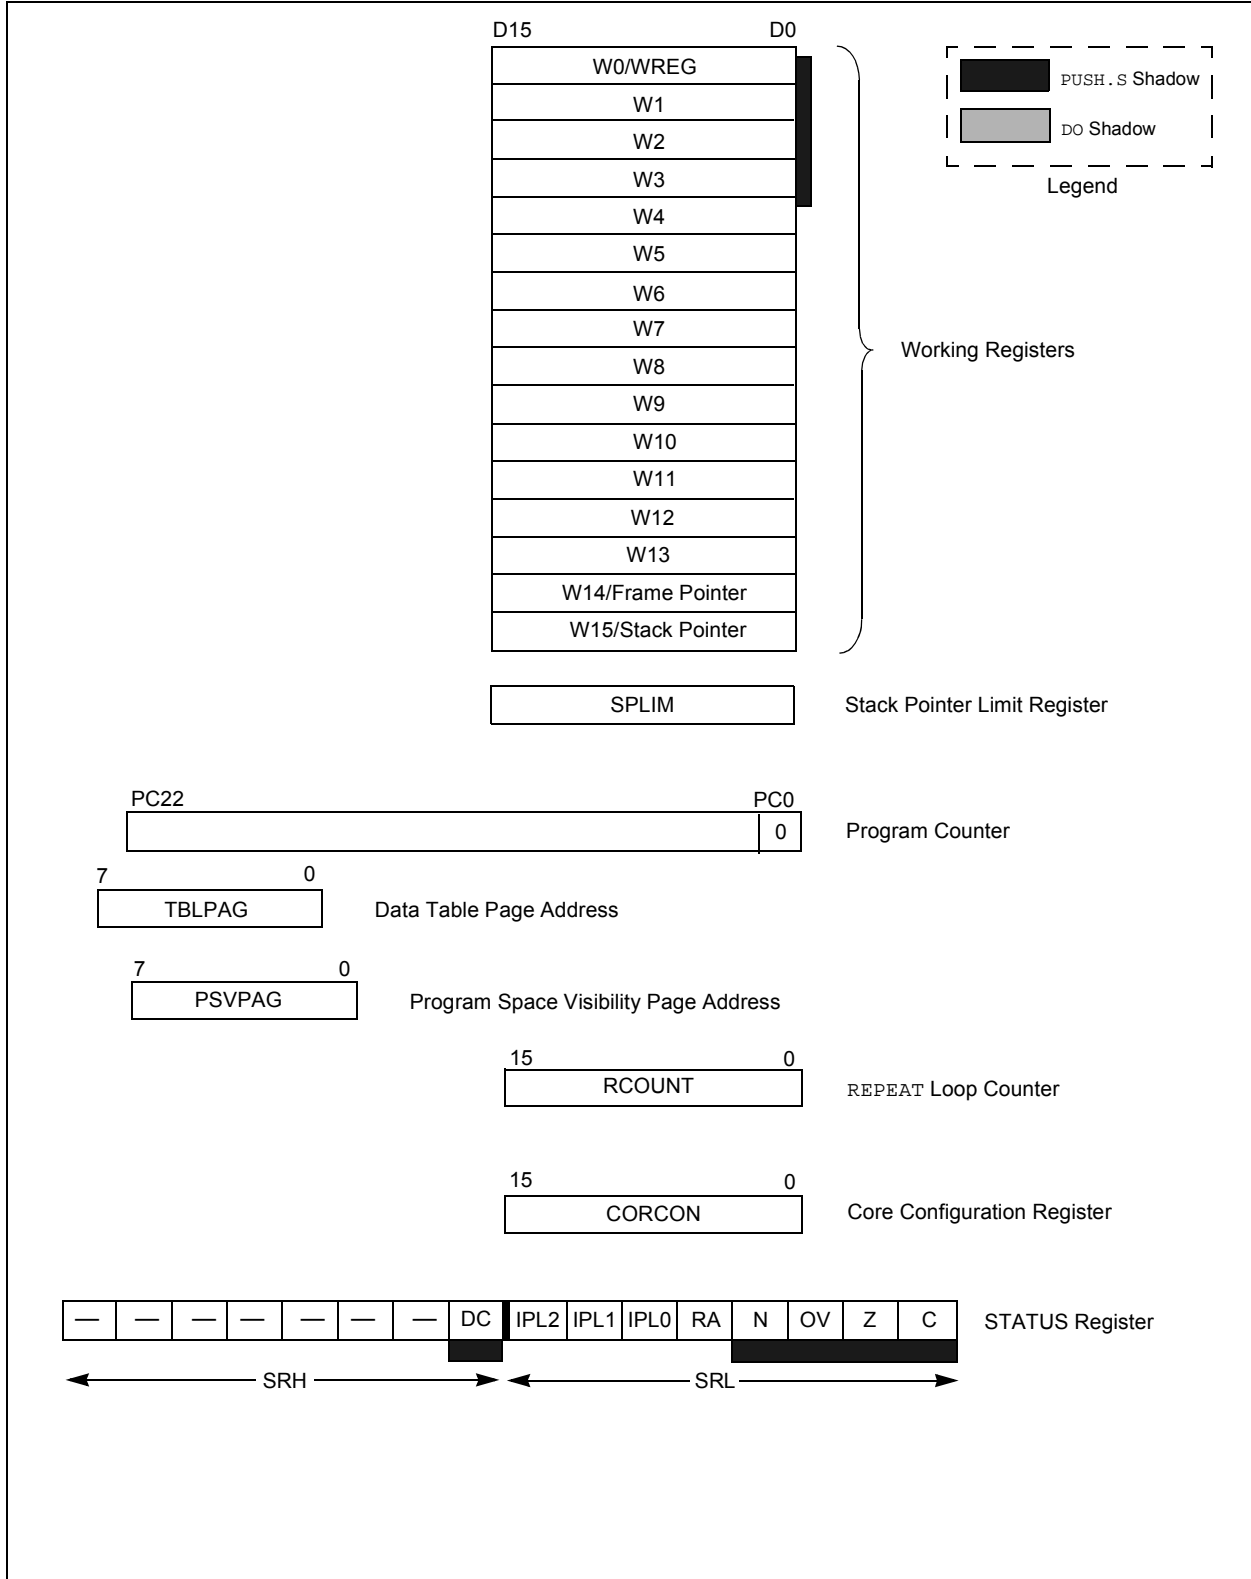 D15 D0
W0/WREG
W1
W2
W3
W4
W5
W6
W7
W8
W9
W10
W11
W12
W13
W14/Frame Pointer
W15/Stack Pointer
PUSH.S Shadow
DO Shadow
Legend
Working Registers
SPLIM Stack Pointer Limit Register
PC22 PC0
0 Program Counter
7 0
TBLPAG Data Table Page Address
7 0
PSVPAG Program Space Visibility Page Address
15 0
RCOUNT REPEAT Loop Counter
15 0
CORCON Core Configuration Register
— — — — — — — DC IPL2 IPL1 IPL0 RA N OV Z C STATUS Register
SRH SRL